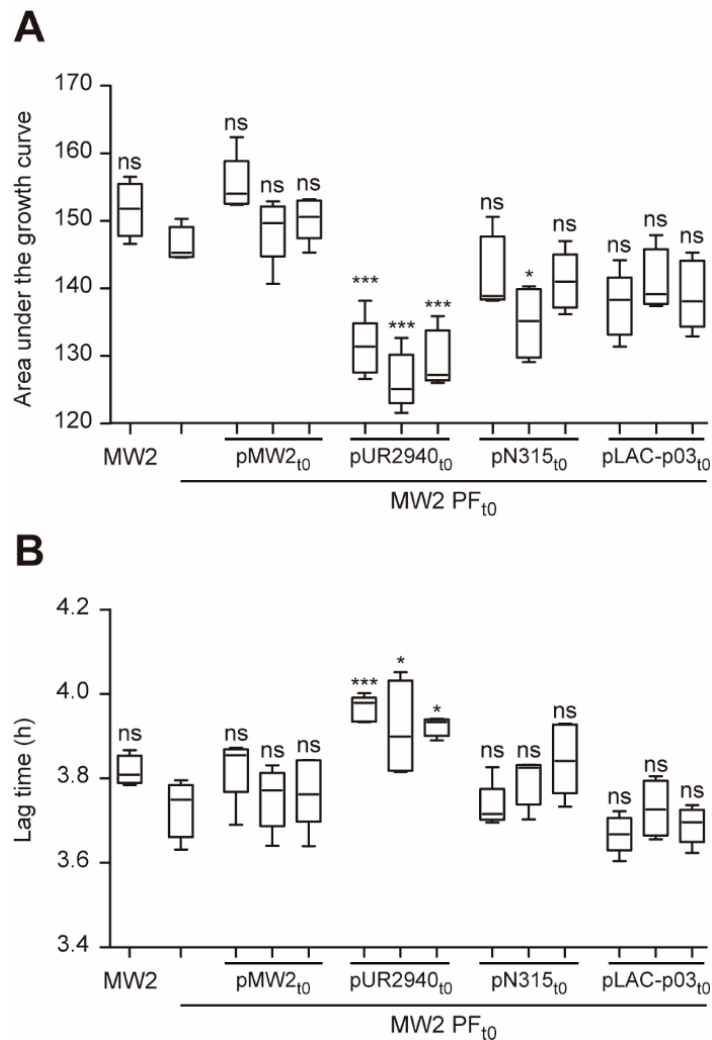 A
Area under the growth curve
170
160
150
140
130
120
ns
ns
ns
ns
***
***
***
ns
*
ns
ns
ns
ns
MW2
pMW2t0
pUR2940t0
pN315t0
pLAC-p03t0
MW2 PFt0
B
Lag time (h)
4.2
4.0
3.8
3.6
3.4
ns
ns
ns
ns
***
*
*
ns
ns
ns
ns
ns
ns
MW2
pMW2t0
pUR2940t0
pN315t0
pLAC-p03t0
MW2 PFt0